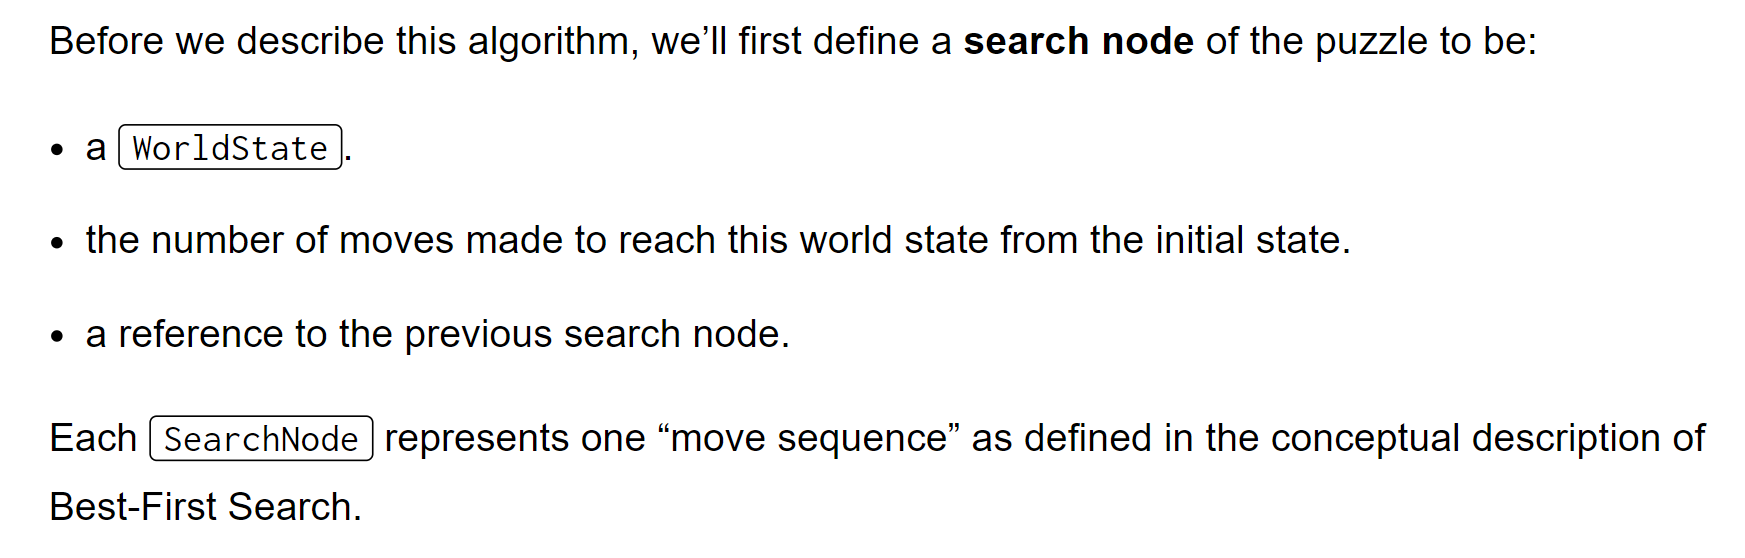 Before we describe this algorithm, we’ll first define a search node of the puzzle to be:
• a WorldState.
• the number of moves made to reach this world state from the initial state.
• a reference to the previous search node.
Each SearchNode represents one “move sequence” as defined in the conceptual description of
Best-First Search.